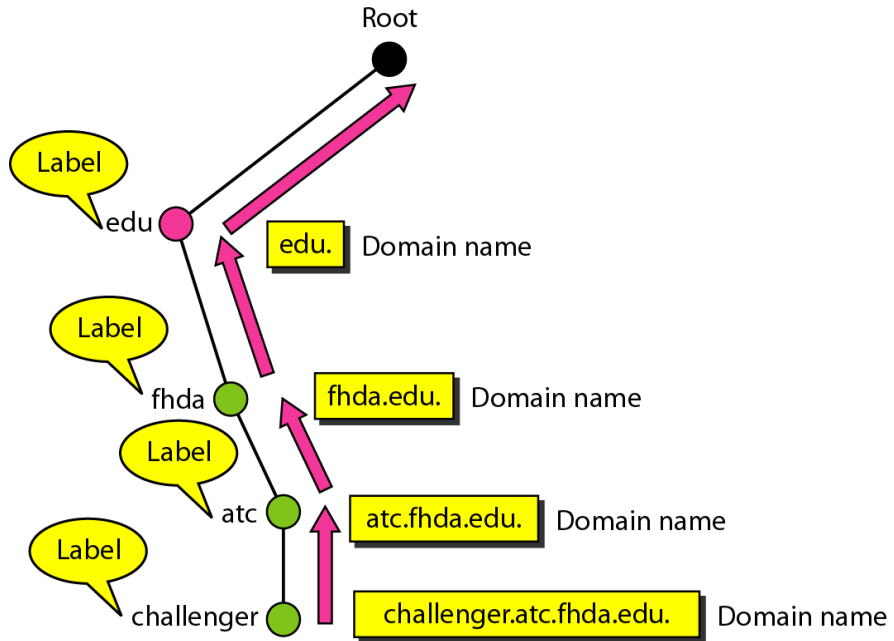 Root
Label
edu
edu. Domain name
Label
fhda
fhda.edu. Domain name
Label
atc
atc.fhda.edu. Domain name
Label
challenger
challenger.atc.fhda.edu. Domain name